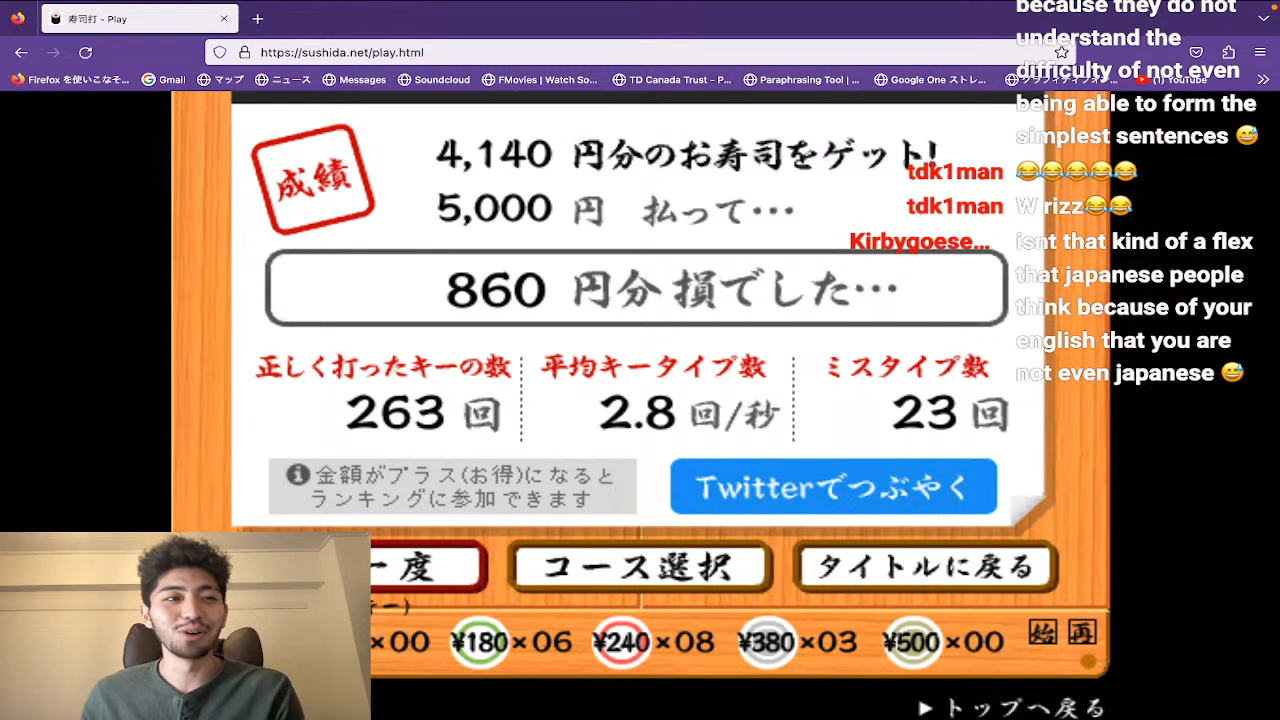 寿司打 - Play
https://sushida.net/play.html
Firefox を使いこなそ...
Gmail
マップ
ニュース
Messages
Soundcloud
FMovies | Watch So...
TD Canada Trust - P...
Paraphrasing Tool | ...
Google One ストレ...
(1) YouTube
because they do not
understand the
difficulty of not even
being able to form the
simplest sentences 😅
tdk1man 😂😂😂😂😂
tdk1man W rizz😂😂
Kirbygoese... isnt that kind of a flex
that japanese people
think because of your
english that you are
not even japanese 😅
成績
4,140 円分のお寿司をゲット!
5,000 円 払って…
860 円分 損でした…
正しく打ったキーの数 平均キータイプ数 ミスタイプ数
263 回 2.8 回/秒 23 回
金額がプラス(お得)になると
ランキングに参加できます
Twitterでつぶやく
一度 コース選択 タイトルに戻る
×00 ¥180×06 ¥240×08 ¥380×03 ¥500×00 始 再
▶トップへ戻る